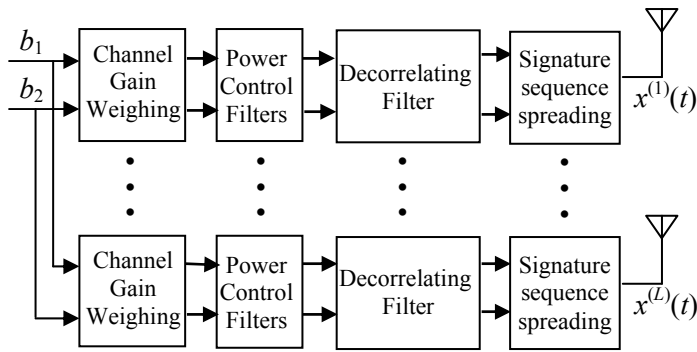 b₁
b₂
Channel
Gain
Weighing
Power
Control
Filters
Decorrelating
Filter
Signature
sequence
spreading
x⁽¹⁾(t)
Channel
Gain
Weighing
Power
Control
Filters
Decorrelating
Filter
Signature
sequence
spreading
x⁽ᴸ⁾(t)